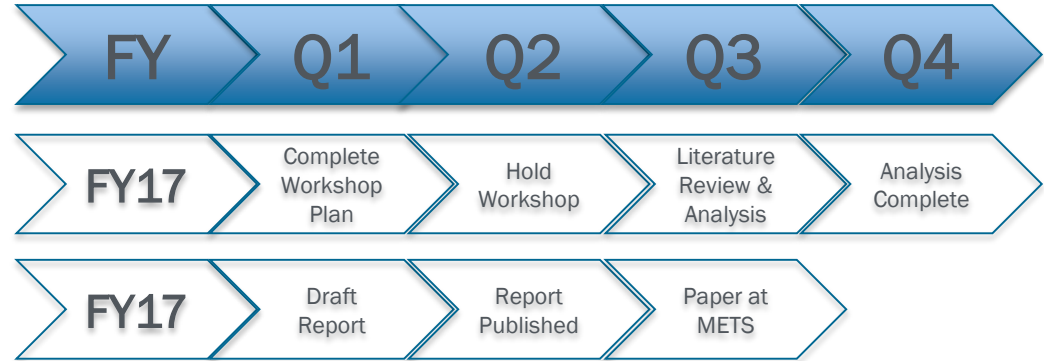 FY Q1 Q2 Q3 Q4
FY17
Complete
Workshop
Plan
Hold
Workshop
Literature
Review &
Analysis
Analysis
Complete
FY17
Draft
Report
Report
Published
Paper at
METS